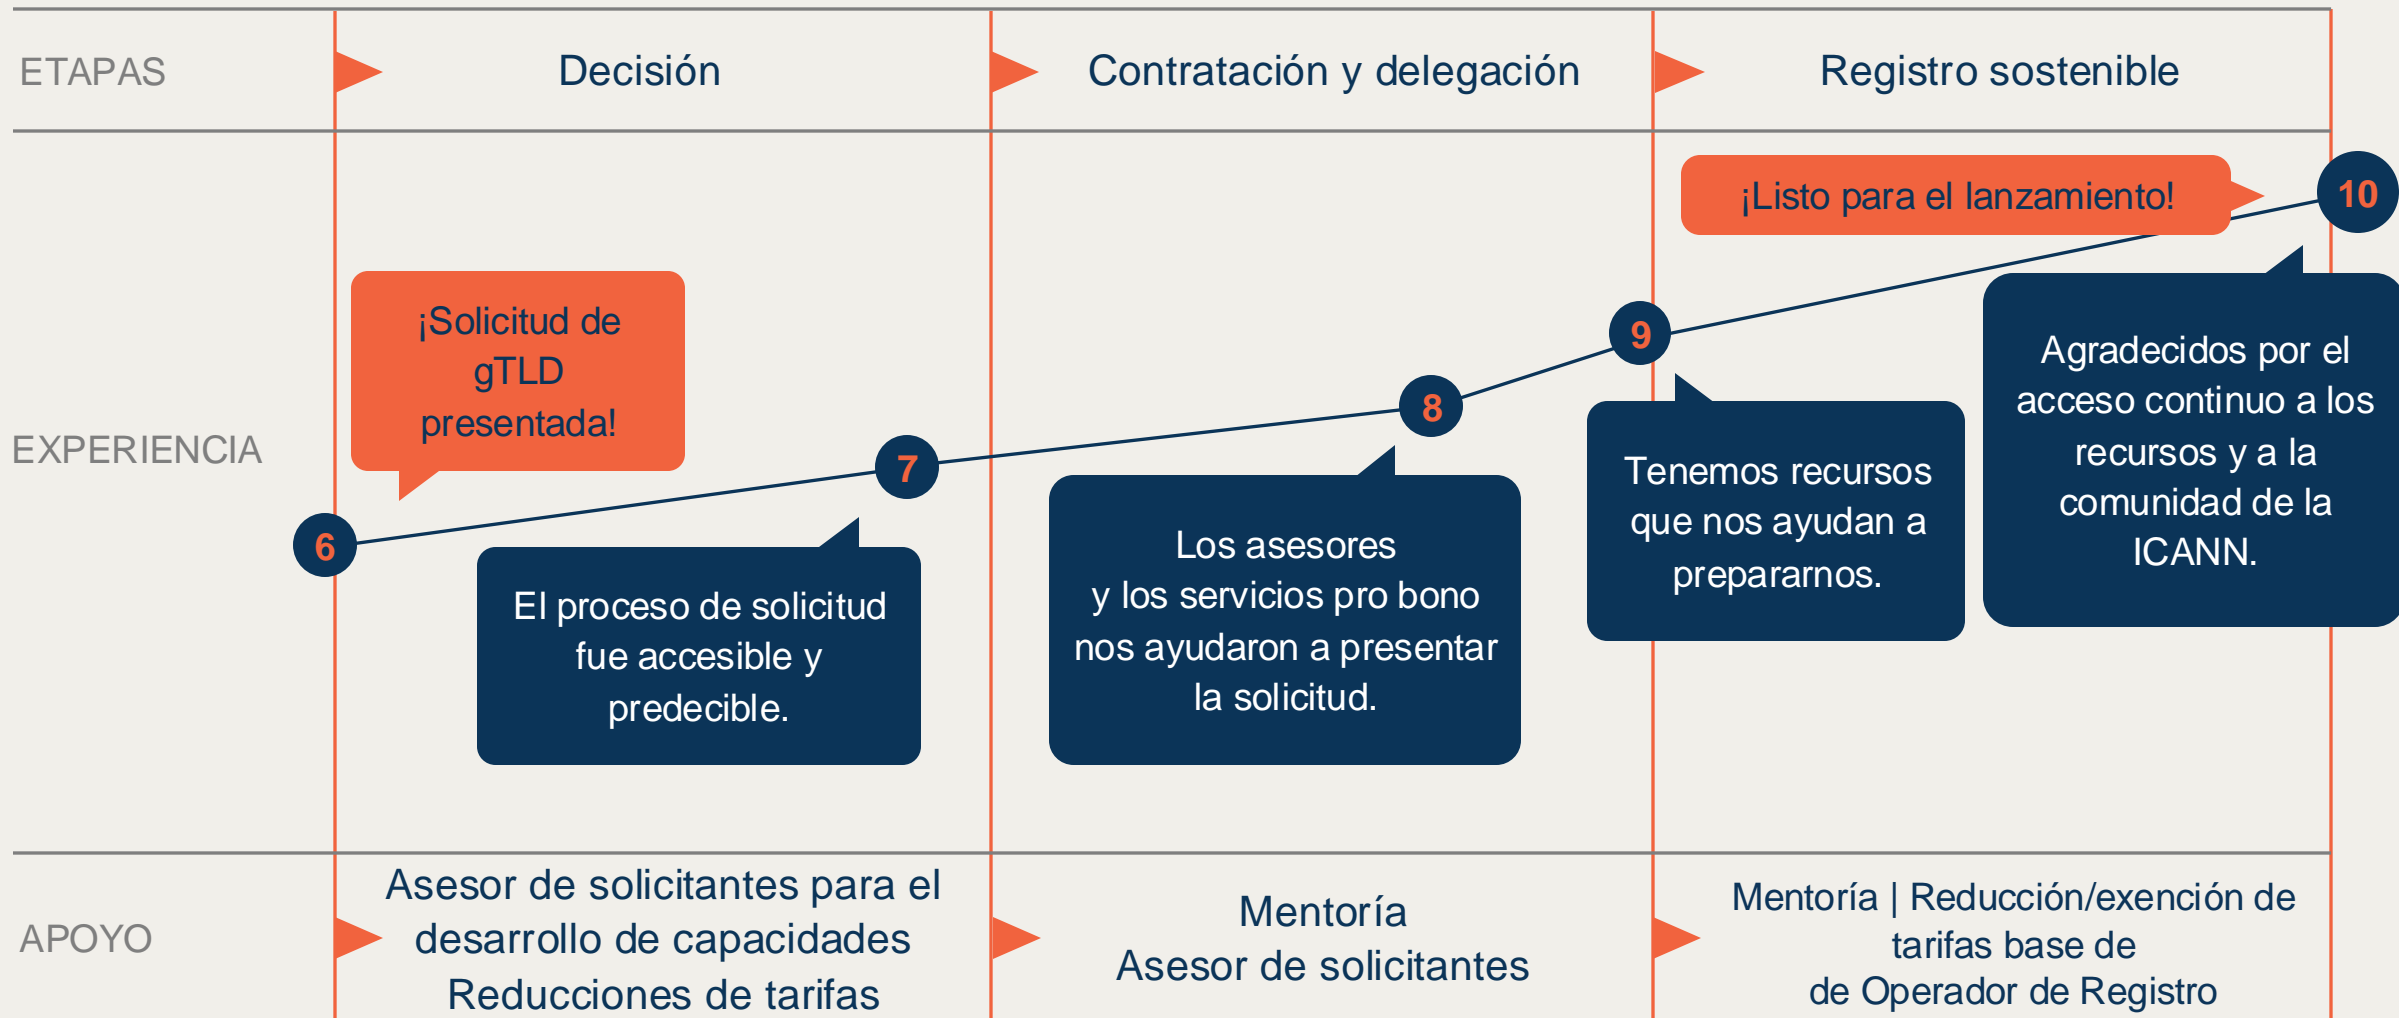 ETAPAS
Decisión
Contratación y delegación
Registro sostenible
EXPERIENCIA
6
¡Solicitud de
gTLD
presentada!
7
El proceso de solicitud
fue accesible y
predecible.
8
Los asesores
y los servicios pro bono
nos ayudaron a presentar
la solicitud.
9
Tenemos recursos
que nos ayudan a
prepararnos.
¡Listo para el lanzamiento!
10
Agradecidos por el
acceso continuo a los
recursos y a la
comunidad de la
ICANN.
APOYO
Asesor de solicitantes para el
desarrollo de capacidades
Reducciones de tarifas
Mentoría
Asesor de solicitantes
Mentoría | Reducción/exención de
tarifas base de
de Operador de Registro